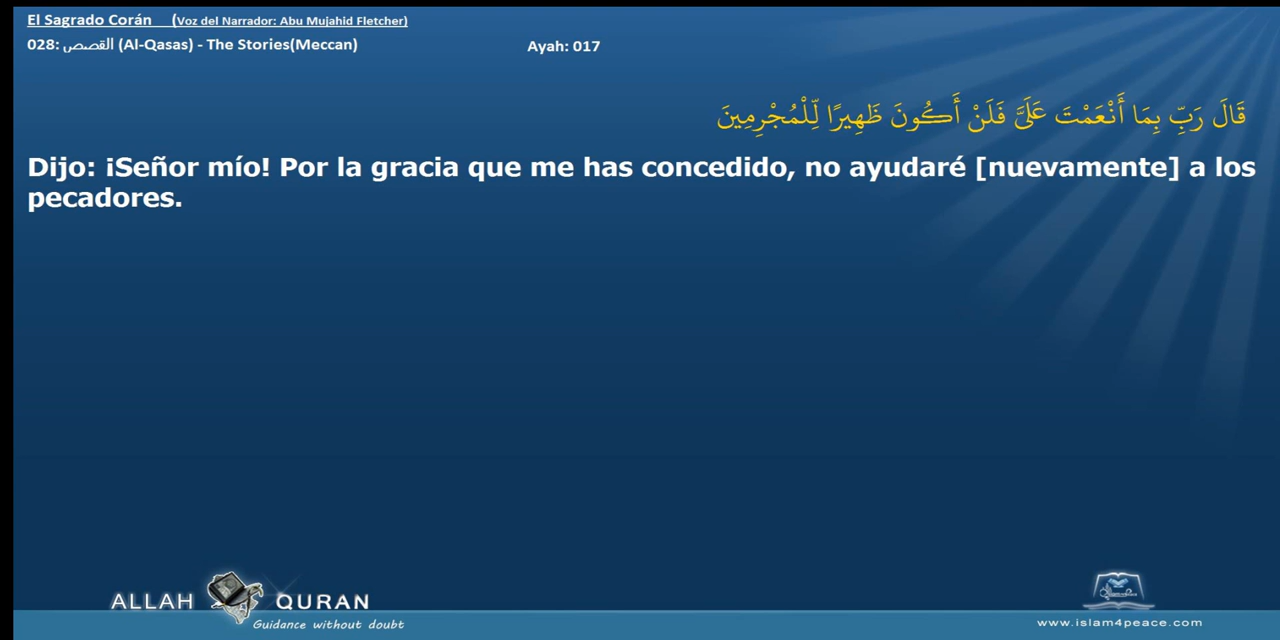 El Sagrado Corán (Voz del Narrador: Abu Mujahid Fletcher)
028: القصص (Al-Qasas) - The Stories(Meccan) Ayah: 017
قَالَ رَبِّ بِمَا أَنْعَمْتَ عَلَيَّ فَلَنْ أَكُونَ ظَهِيرًا لِّلْمُجْرِمِينَ
Dijo: ¡Señor mío! Por la gracia que me has concedido, no ayudaré [nuevamente] a los
pecadores.
ALLAH QURAN
Guidance without doubt
www.islam4peace.com